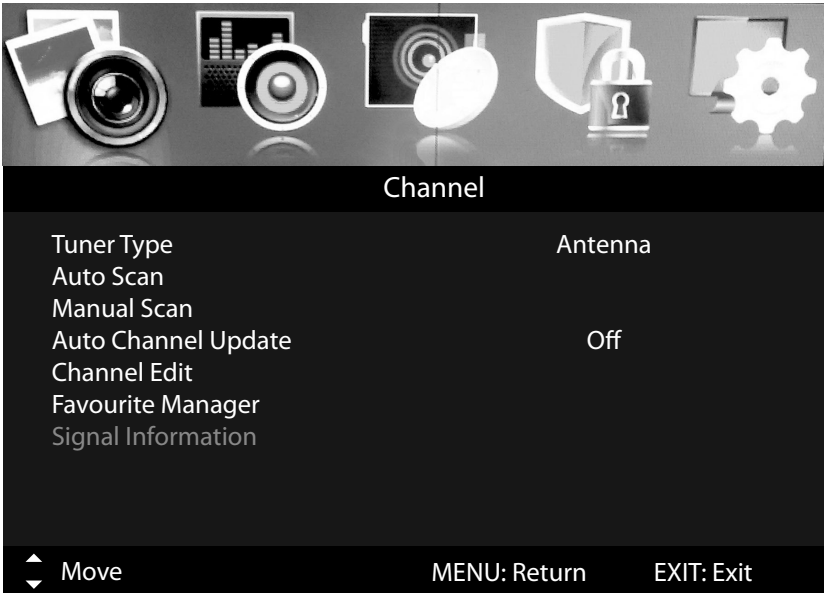 Channel
Tuner Type Antenna
Auto Scan
Manual Scan
Auto Channel Update Off
Channel Edit
Favourite Manager
Signal Information
Move MENU: Return EXIT: Exit